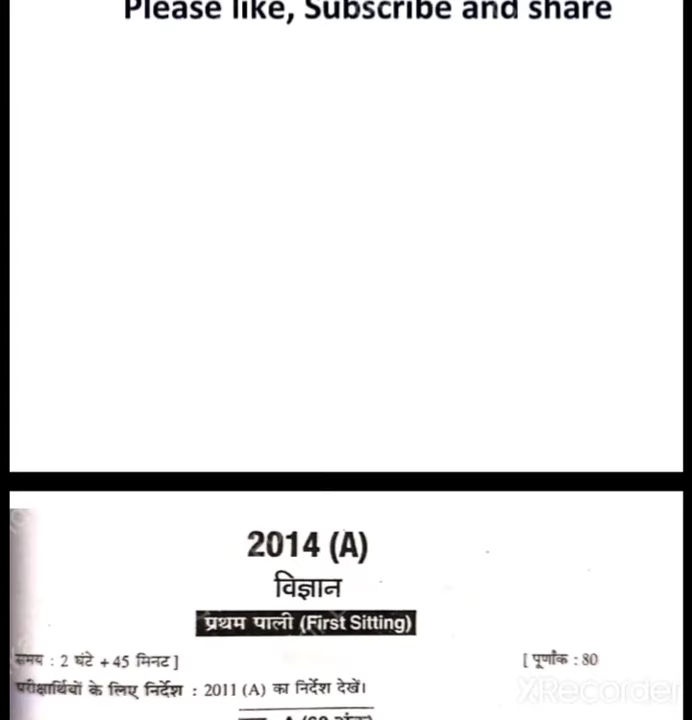 Please like, Subscribe and share
2014 (A)
विज्ञान
प्रथम पाली (First Sitting)
समय : 2 घंटे + 45 मिनट ]
[ पूर्णांक : 80
परीक्षार्थियों के लिए निर्देश : 2011 (A) का निर्देश देखें।
XRecorder